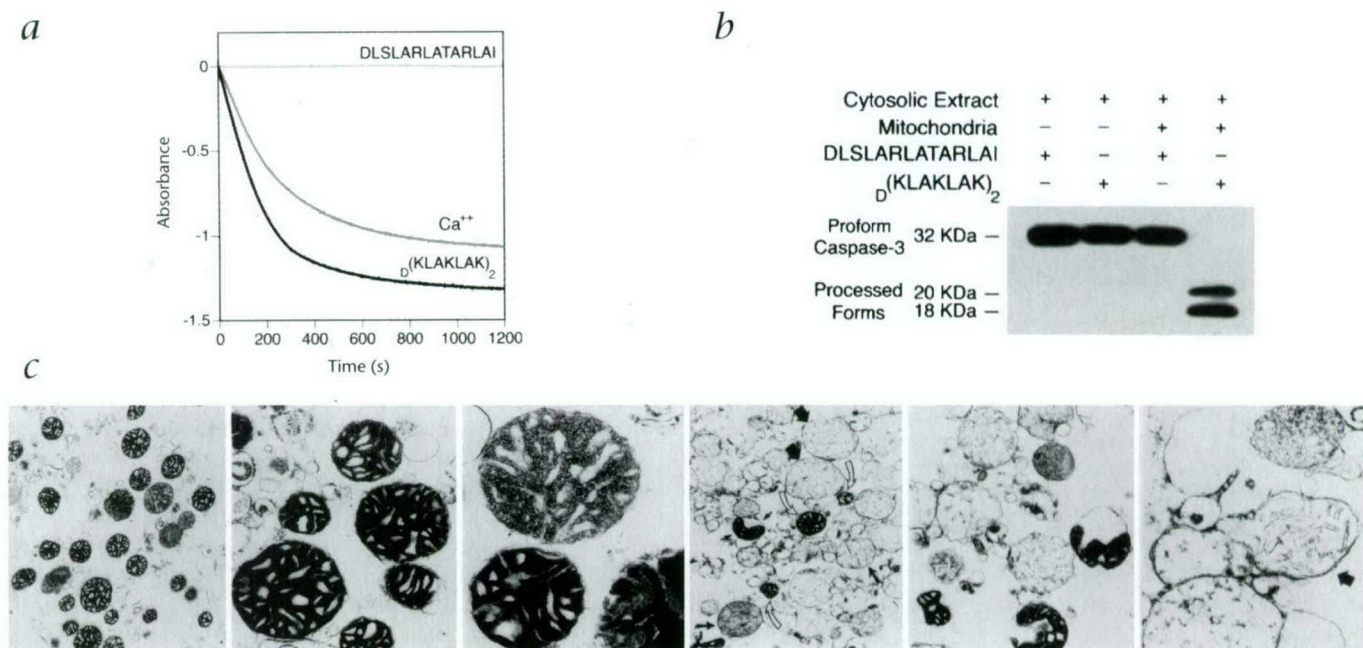 a
DLSLARLATARLAI
0
-0.5
-1
-1.5
Absorbance
Ca++
D(KLAKLAK)2
0 200 400 600 800 1000 1200
Time (s)
b
Cytosolic Extract + + + +
Mitochondria – – + +
DLSLARLATARLAI + – + –
D(KLAKLAK)2 – + – +
Proform
Caspase-3
32 KDa –
Processed
Forms
20 KDa –
18 KDa –
c